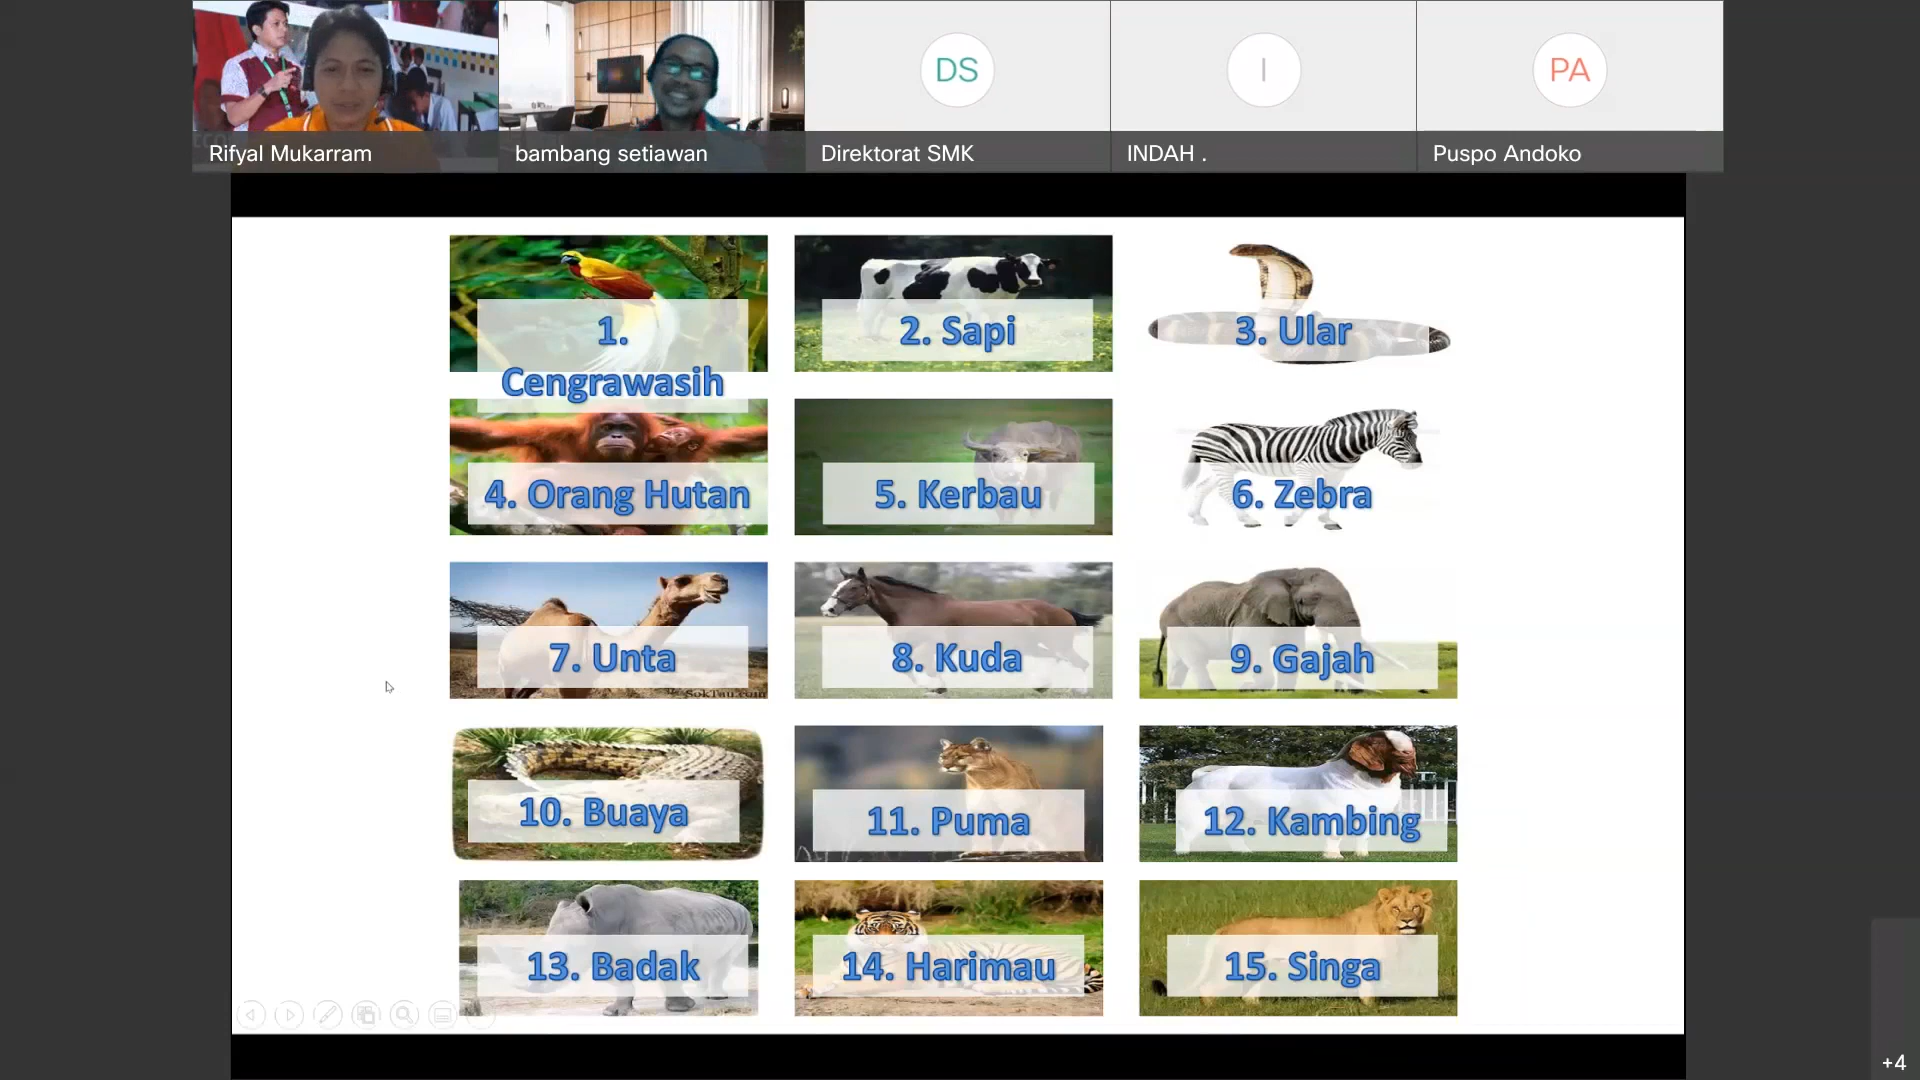 DS
I
PA
Rifyal Mukarram
bambang setiawan
Direktorat SMK
INDAH .
Puspo Andoko
1.
Cengrawasih
2. Sapi
3. Ular
4. Orang Hutan
5. Kerbau
6. Zebra
7. Unta
SokTau.com
8. Kuda
9. Gajah
10. Buaya
11. Puma
12. Kambing
13. Badak
14. Harimau
15. Singa
+4